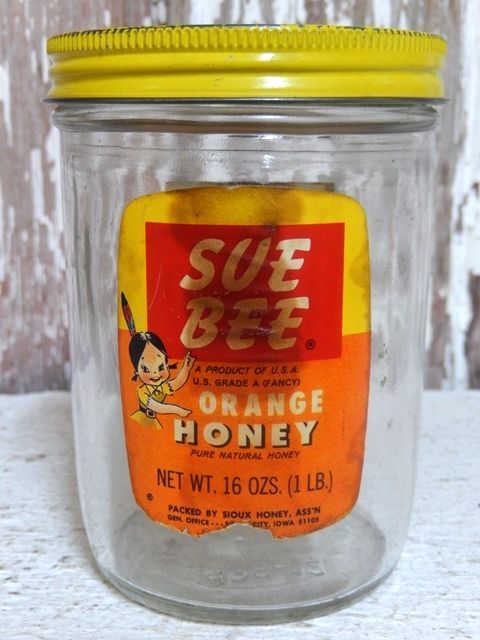 SUE
BEE ®
A PRODUCT OF U.S.A.
U.S. GRADE A (FANCY)
ORANGE
HONEY
PURE NATURAL HONEY
NET WT. 16 OZS. (1 LB.)
PACKED BY SIOUX HONEY, ASS'N
GEN. OFFICE --- CITY, IOWA 51105